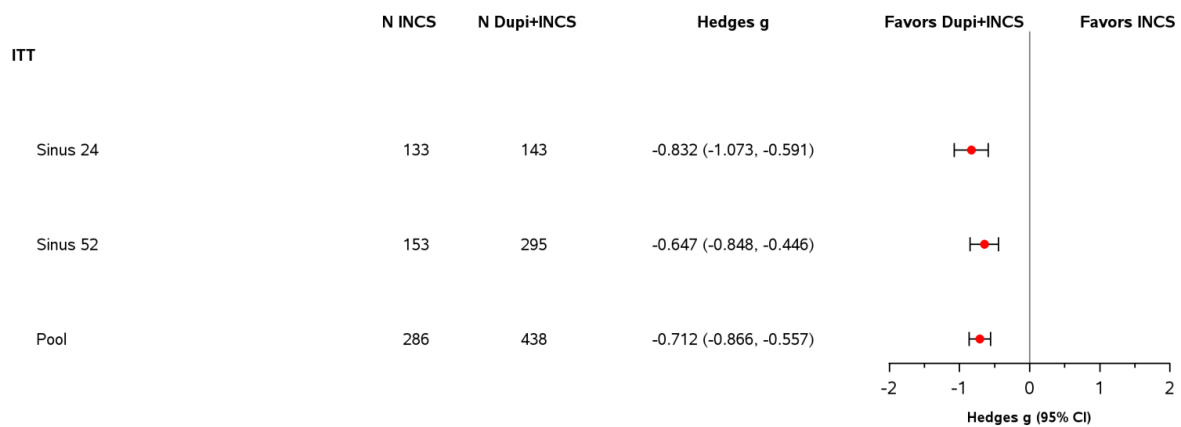 N INCS N Dupi+INCS Hedges g Favors Dupi+INCS Favors INCS
ITT
Sinus 24 133 143 -0.832 (-1.073, -0.591)
Sinus 52 153 295 -0.647 (-0.848, -0.446)
Pool 286 438 -0.712 (-0.866, -0.557)
-2 -1 0 1 2
Hedges g (95% CI)